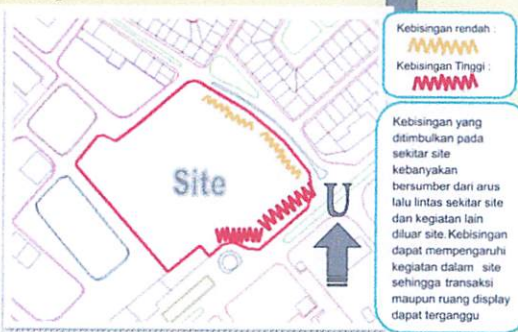 Kebisingan rendah :
Kebisingan Tinggi :
Site
U
Kebisingan yang
ditimbulkan pada
sekitar site
kebanyakan
bersumber dari arus
lalu lintas sekitar site
dan kegiatan lain
diluar site.Kebisingan
dapat mempengaruhi
kegiatan dalam site
sehingga transaksi
maupun ruang display
dapat terganggu